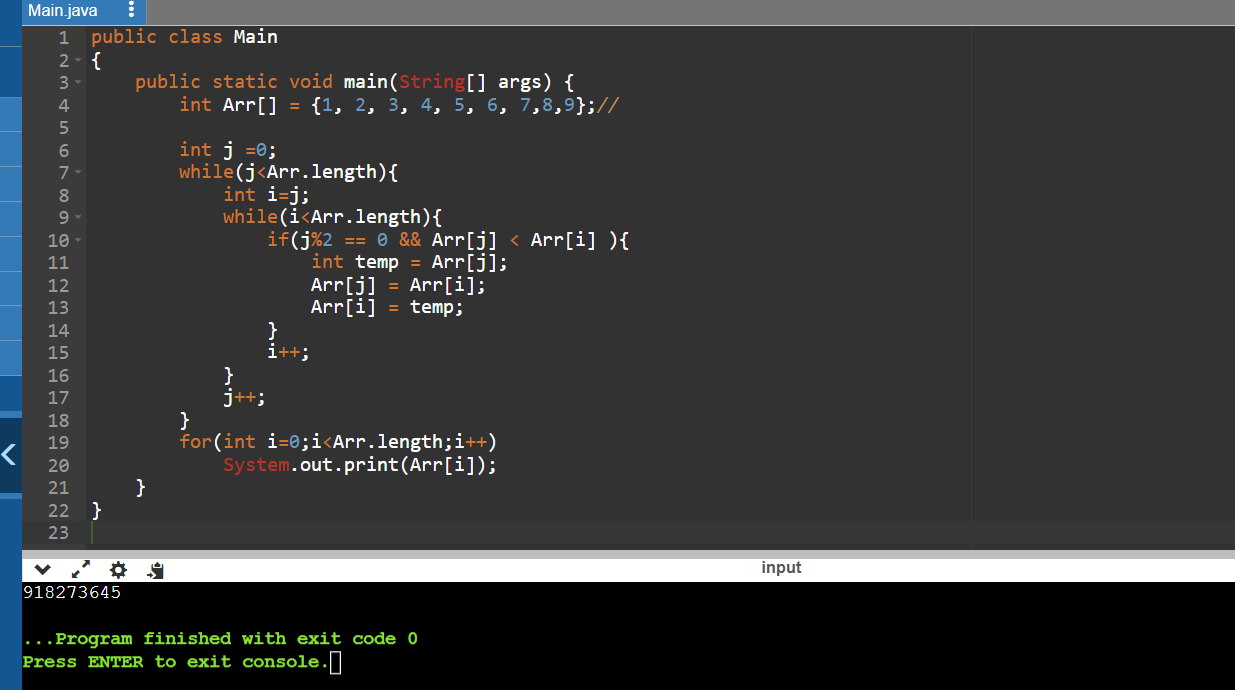 Main.java
1 public class Main
2 {
3     public static void main(String[] args) {
4         int Arr[] = {1, 2, 3, 4, 5, 6, 7,8,9};//
5
6         int j =0;
7         while(j<Arr.length){
8             int i=j;
9             while(i<Arr.length){
10                 if(j%2 == 0 && Arr[j] < Arr[i] ){
11                     int temp = Arr[j];
12                     Arr[j] = Arr[i];
13                     Arr[i] = temp;
14                 }
15                 i++;
16             }
17             j++;
18         }
19         for(int i=0;i<Arr.length;i++)
20             System.out.print(Arr[i]);
21     }
22 }
23
input
918273645
...Program finished with exit code 0
Press ENTER to exit console.